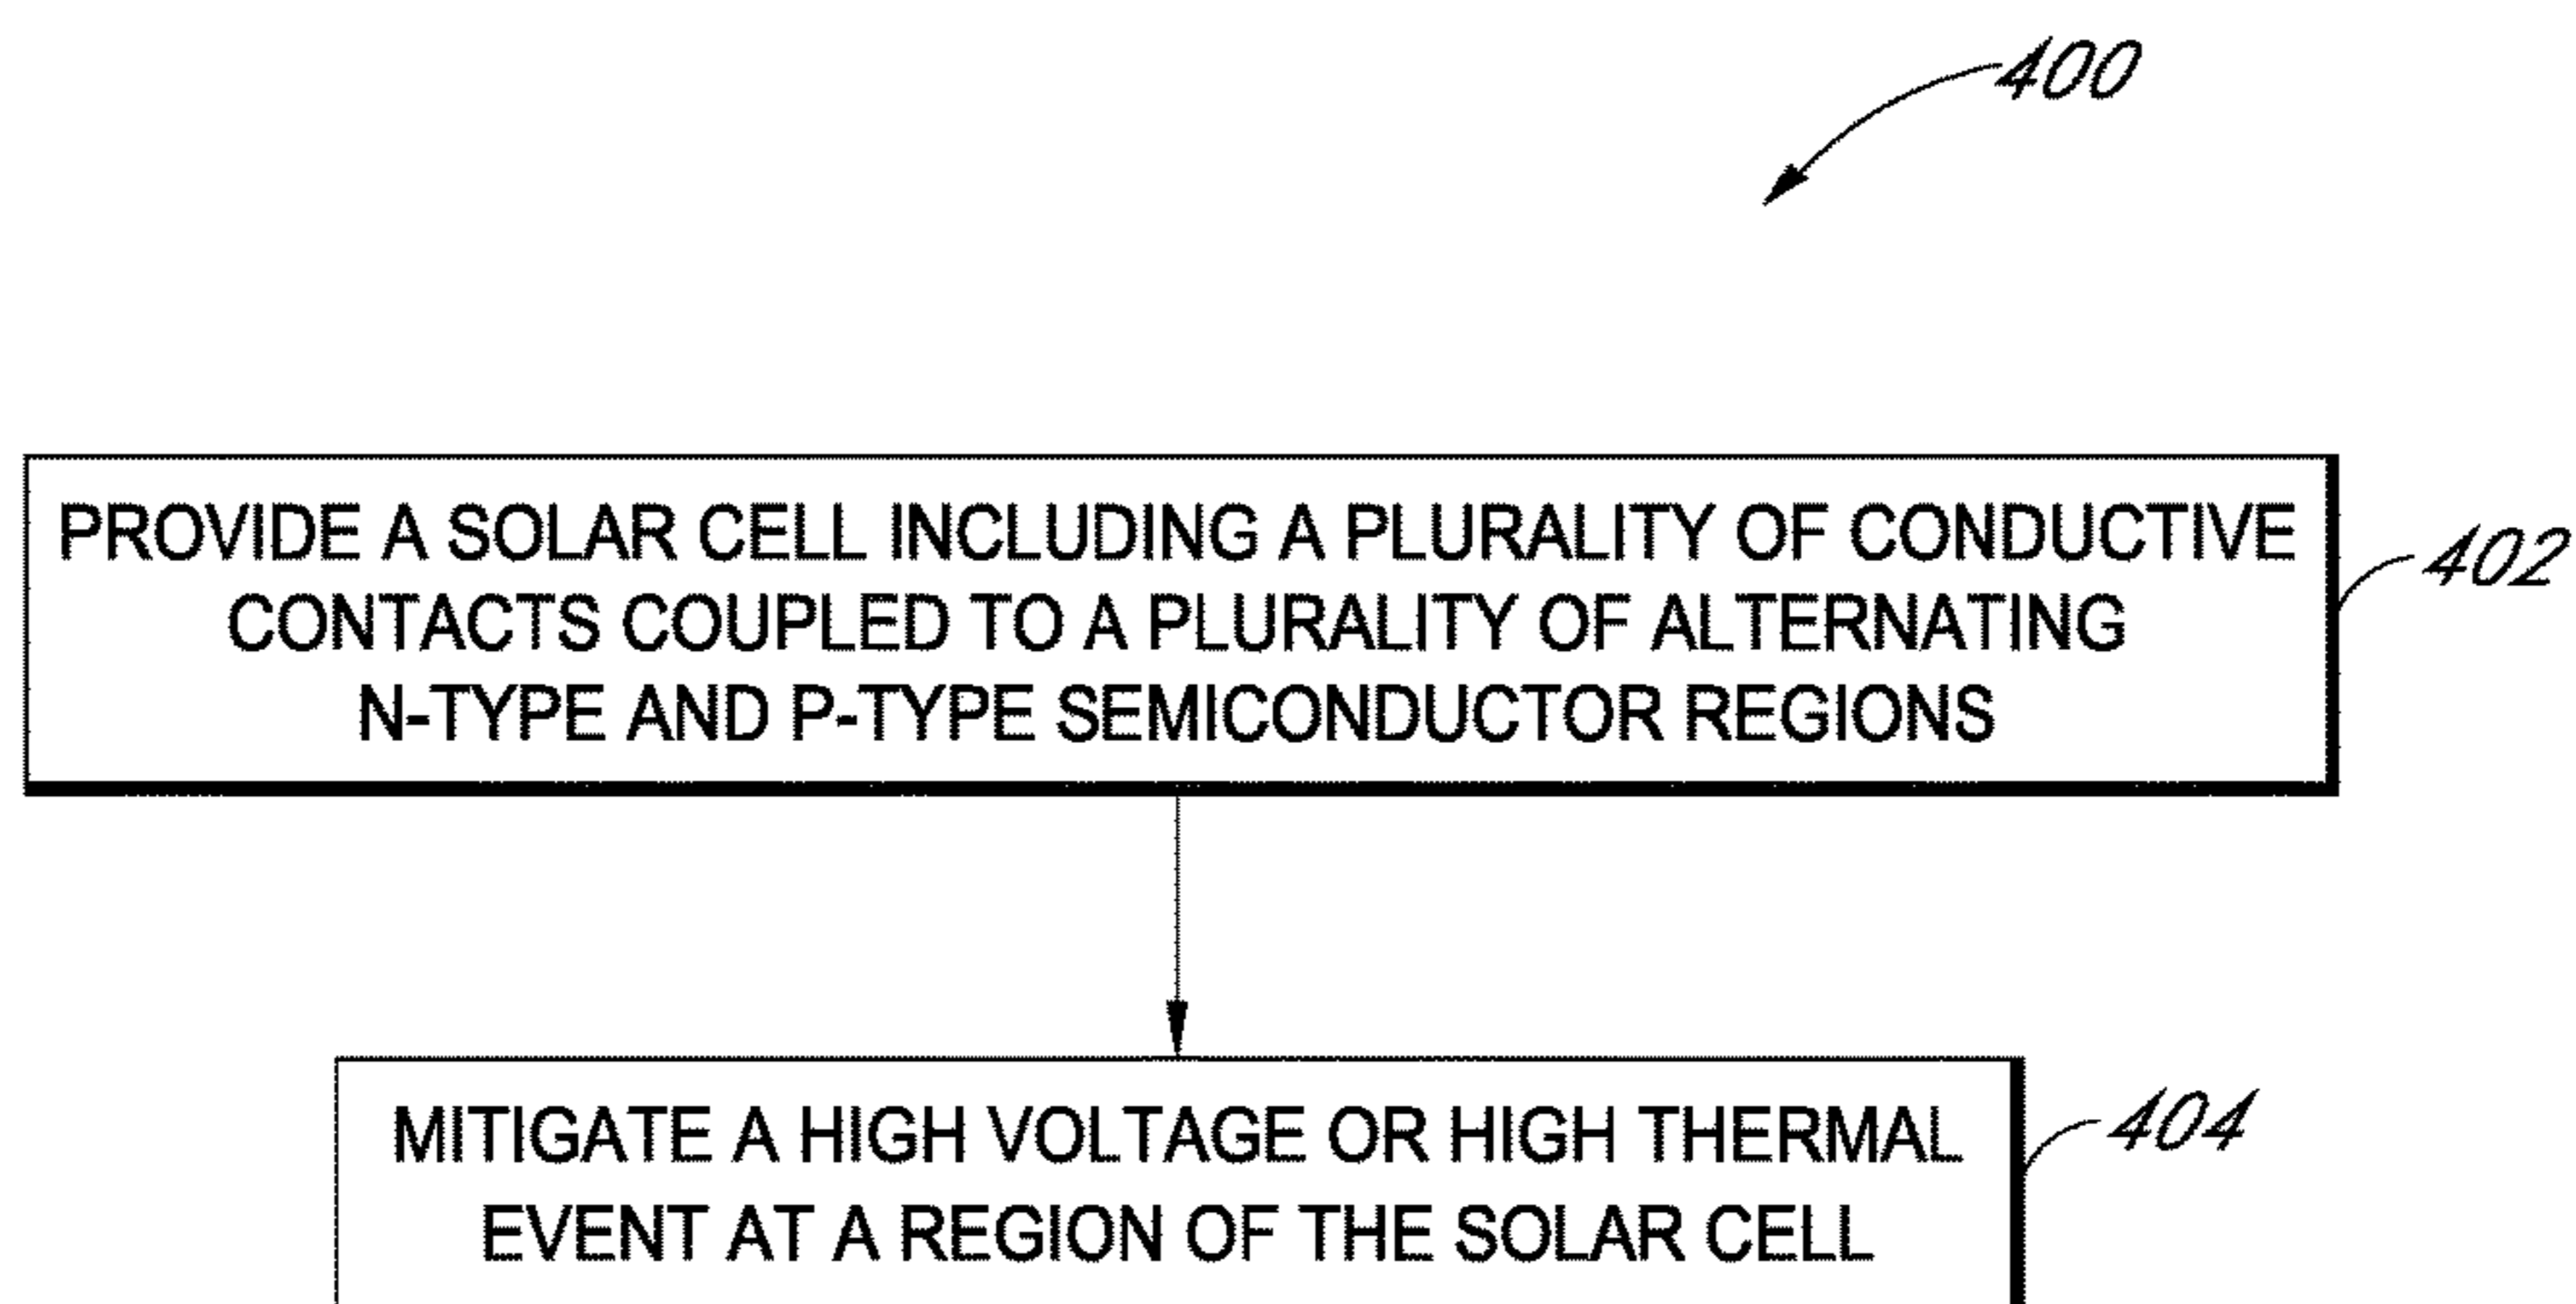 400
PROVIDE A SOLAR CELL INCLUDING A PLURALITY OF CONDUCTIVE
CONTACTS COUPLED TO A PLURALITY OF ALTERNATING
N-TYPE AND P-TYPE SEMICONDUCTOR REGIONS
402
MITIGATE A HIGH VOLTAGE OR HIGH THERMAL
EVENT AT A REGION OF THE SOLAR CELL
404